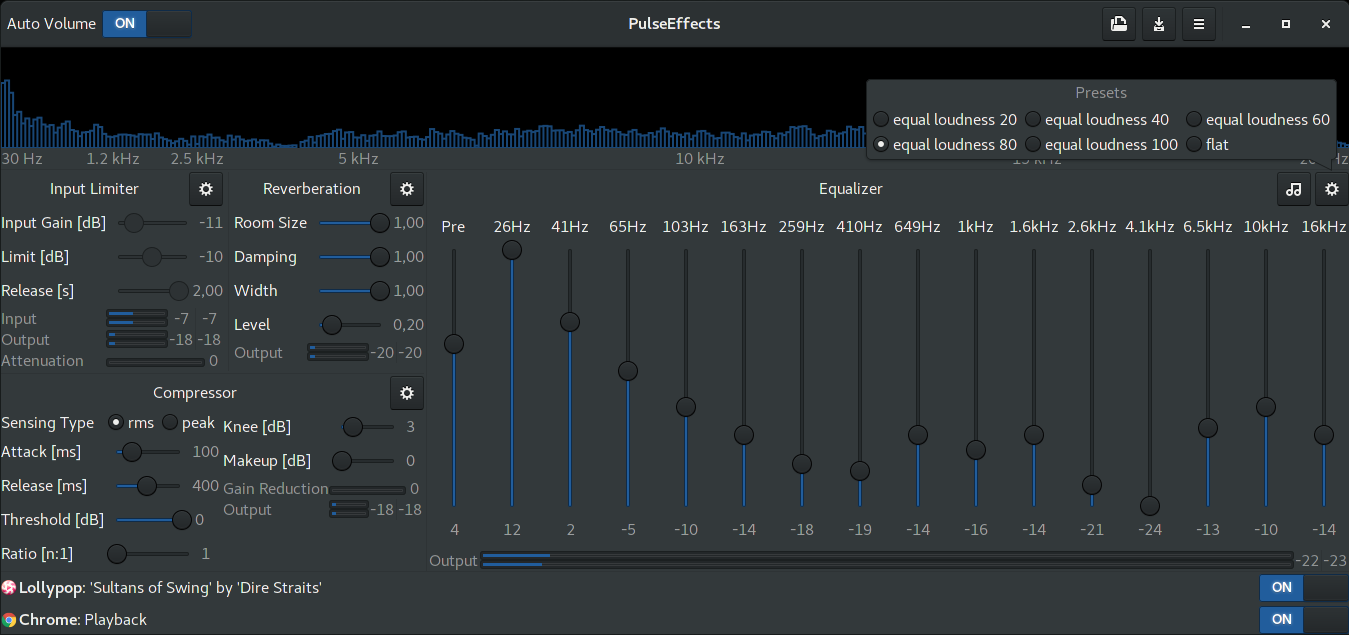 Auto Volume ON PulseEffects
Presets
equal loudness 20 equal loudness 40 equal loudness 60
equal loudness 80 equal loudness 100 flat
30 Hz 1.2 kHz 2.5 kHz 5 kHz 10 kHz 15 kHz
Input Limiter
Input Gain [dB] -11
Limit [dB] -10
Release [s] 2,00
Input -7 -7
Output -18 -18
Attenuation 0
Reverberation
Room Size 1,00
Damping 1,00
Width 1,00
Level 0,20
Output -20 -20
Compressor
Sensing Type rms peak
Attack [ms] 100
Release [ms] 400
Threshold [dB] 0
Ratio [n:1] 1
Knee [dB] 3
Makeup [dB] 0
Gain Reduction 0
Output -18 -18
Equalizer
Pre 26Hz 41Hz 65Hz 103Hz 163Hz 259Hz 410Hz 649Hz 1kHz 1.6kHz 2.6kHz 4.1kHz 6.5kHz 10kHz 16kHz
4 12 2 -5 -10 -14 -18 -19 -14 -16 -14 -21 -24 -13 -10 -14
Output -22 -23
Lollypop: 'Sultans of Swing' by 'Dire Straits' ON
Chrome: Playback ON